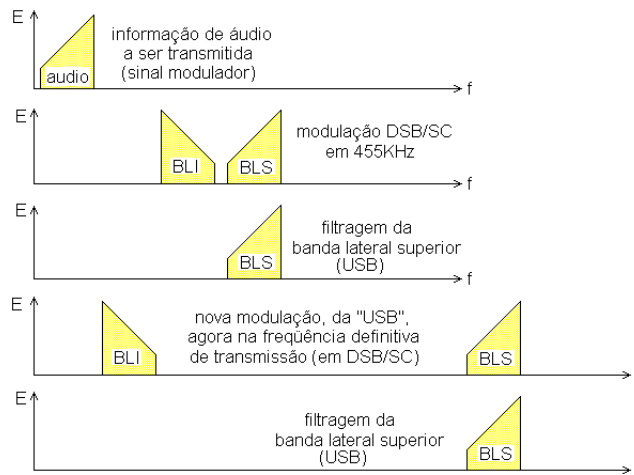 E
informação de áudio
a ser transmitida
(sinal modulador)
audio
f
E
modulação DSB/SC
em 455KHz
BLI
BLS
f
E
filtragem da
banda lateral superior
(USB)
BLS
f
E
nova modulação, da "USB",
agora na freqüência definitiva
de transmissão (em DSB/SC)
BLI
BLS
E
filtragem da
banda lateral superior
(USB)
BLS